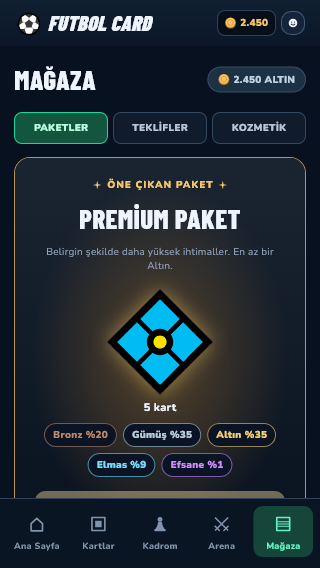 FUTBOL CARD
2.450
MAĞAZA
2.450 ALTIN
PAKETLER
TEKLİFLER
KOZMETİK
ÖNE ÇIKAN PAKET
PREMİUM PAKET
Belirgin şekilde daha yüksek ihtimaller. En az bir
Altın.
5 kart
Bronz %20
Gümüş %35
Altın %35
Elmas %9
Efsane %1
Ana Sayfa
Kartlar
Kadrom
Arena
Mağaza